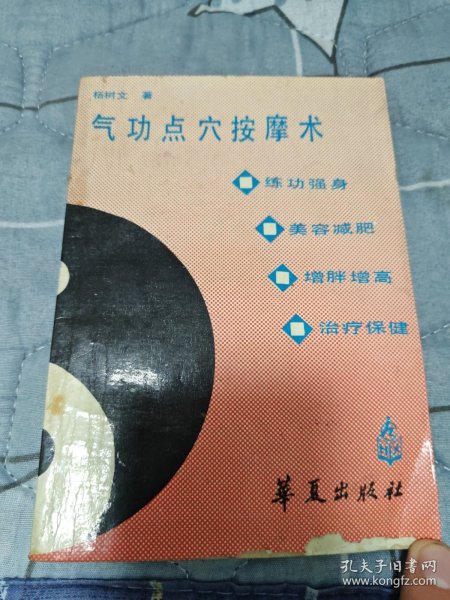 杨树文 著
气功点穴按摩术
练功强身
美容减肥
增胖增高
治疗保健
華夏出版社
孔夫子旧书网
www.kongfz.com